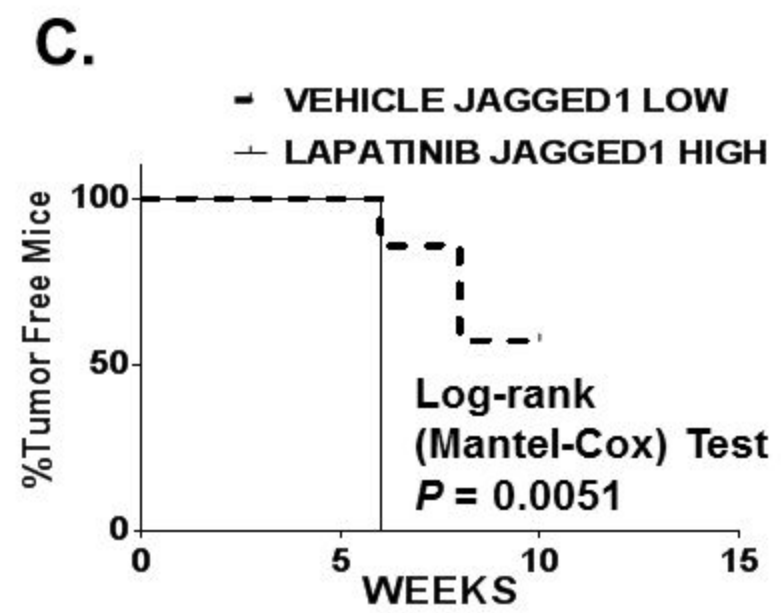 C.
VEHICLE JAGGED1 LOW
LAPATINIB JAGGED1 HIGH
%Tumor Free Mice
100
50
0
Log-rank
(Mantel-Cox) Test
P = 0.0051
0 5 10 15
WEEKS